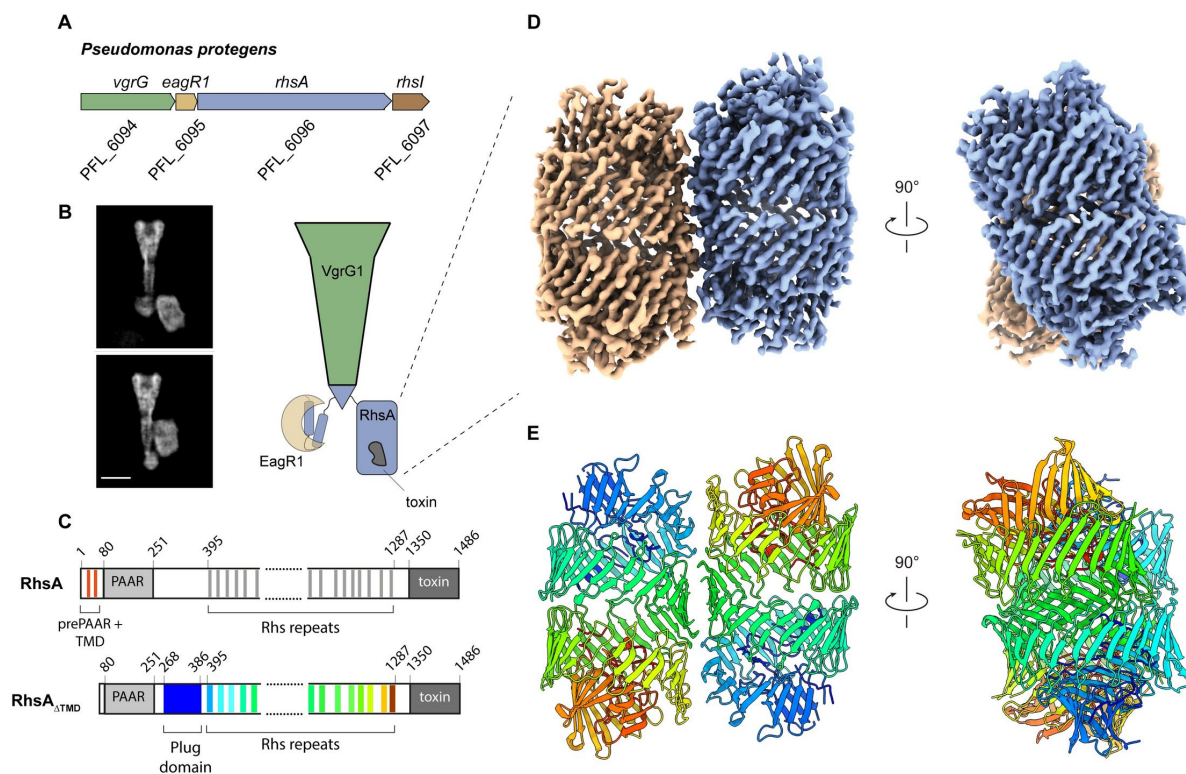 A
Pseudomonas protegens
vgrG eagR1 rhsA rhsI
PFL_6094 PFL_6095 PFL_6096 PFL_6097
B
VgrG1
RhsA
EagR1
toxin
C
1 80 251 395 1287 1350 1486
RhsA PAAR toxin
prePAAR +
TMD
Rhs repeats
80 251 268 386 395 1287 1350 1486
RhsAΔTMD PAAR toxin
Plug
domain
Rhs repeats
D
90°
E
90°